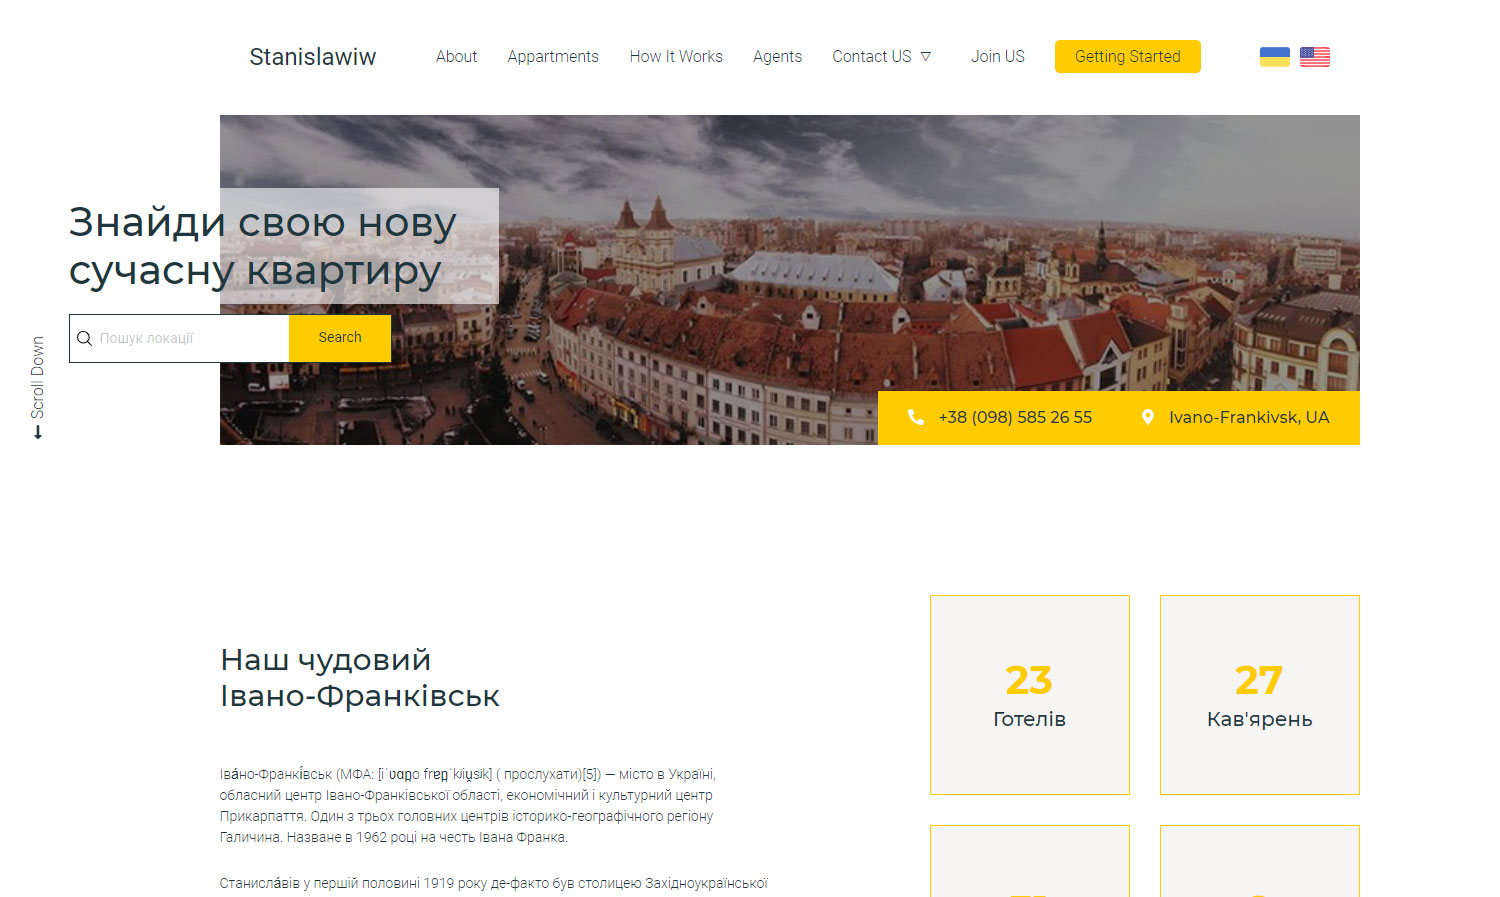 Stanislawiw
About
Appartments
How It Works
Agents
Contact US
Join US
Getting Started
Знайди свою нову
сучасну квартиру
Пошук локації
Search
Scroll Down
+38 (098) 585 26 55
Ivano-Frankivsk, UA
Наш чудовий
Івано-Франківськ
23
Готелів
27
Кав'ярень
Іва́но-Франкі́вськ (МФА: [iˈʋɑno frɐnˈkiu̯sʲk] ( прослухати)[5]) — місто в Україні,
обласний центр Івано-Франківської області, економічний і культурний центр
Прикарпаття. Один з трьох головних центрів історико-географічного регіону
Галичина. Назване в 1962 році на честь Івана Франка.
Станисла́вів у першій половині 1919 року де-факто був столицею Західноукраїнської